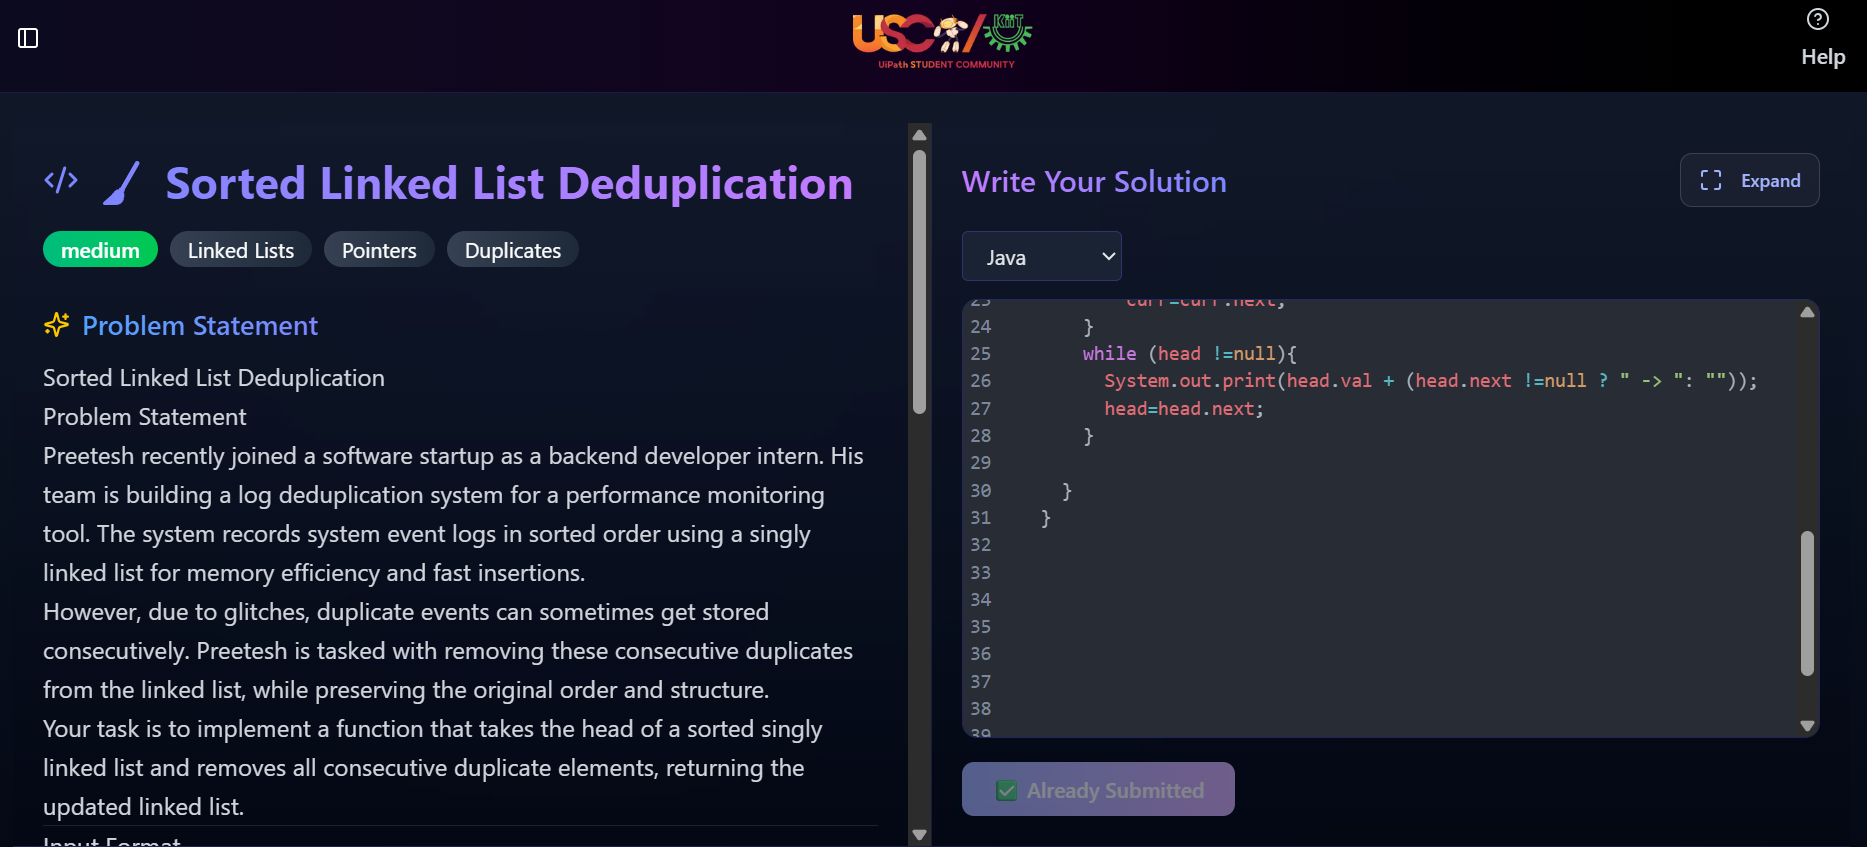 USC
KiiT
UiPath STUDENT COMMUNITY
Help
</> Sorted Linked List Deduplication
medium
Linked Lists
Pointers
Duplicates
Problem Statement
Sorted Linked List Deduplication
Problem Statement
Preetesh recently joined a software startup as a backend developer intern. His
team is building a log deduplication system for a performance monitoring
tool. The system records system event logs in sorted order using a singly
linked list for memory efficiency and fast insertions.
However, due to glitches, duplicate events can sometimes get stored
consecutively. Preetesh is tasked with removing these consecutive duplicates
from the linked list, while preserving the original order and structure.
Your task is to implement a function that takes the head of a sorted singly
linked list and removes all consecutive duplicate elements, returning the
updated linked list.
Input Format
Write Your Solution
Expand
Java
23 curr=curr.next;
24 }
25 while (head !=null){
26 System.out.print(head.val + (head.next !=null ? " -> ": ""));
27 head=head.next;
28 }
29
30 }
31 }
32
33
34
35
36
37
38
39
Already Submitted